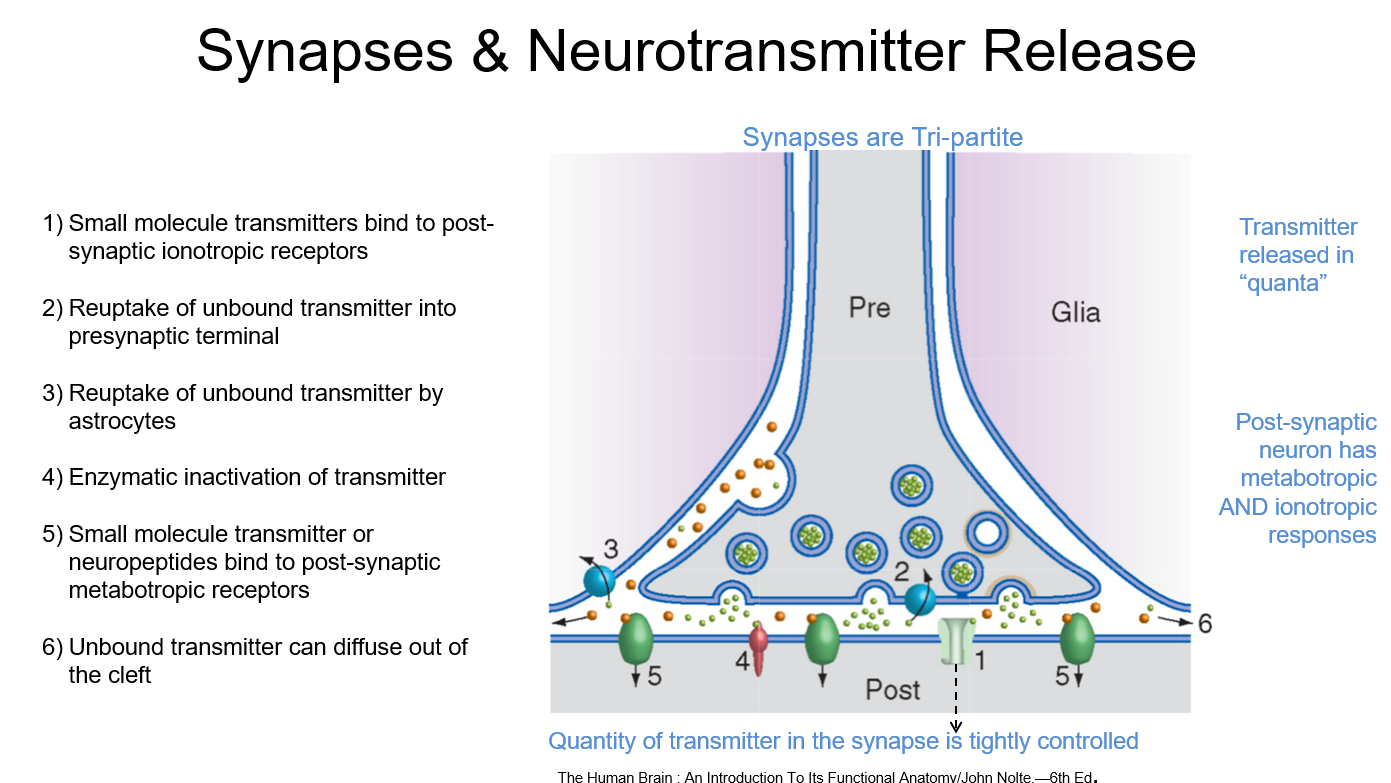 Synapses & Neurotransmitter Release
Synapses are Tri-partite
1) Small molecule transmitters bind to post-
synaptic ionotropic receptors
2) Reuptake of unbound transmitter into
presynaptic terminal
3) Reuptake of unbound transmitter by
astrocytes
4) Enzymatic inactivation of transmitter
5) Small molecule transmitter or
neuropeptides bind to post-synaptic
metabotropic receptors
6) Unbound transmitter can diffuse out of
the cleft
Pre
Glia
3
2
6
5
4
1
5
Post
Transmitter
released in
“quanta”
Post-synaptic
neuron has
metabotropic
AND ionotropic
responses
Quantity of transmitter in the synapse is tightly controlled
The Human Brain : An Introduction To Its Functional Anatomy/John Nolte.—6th Ed.